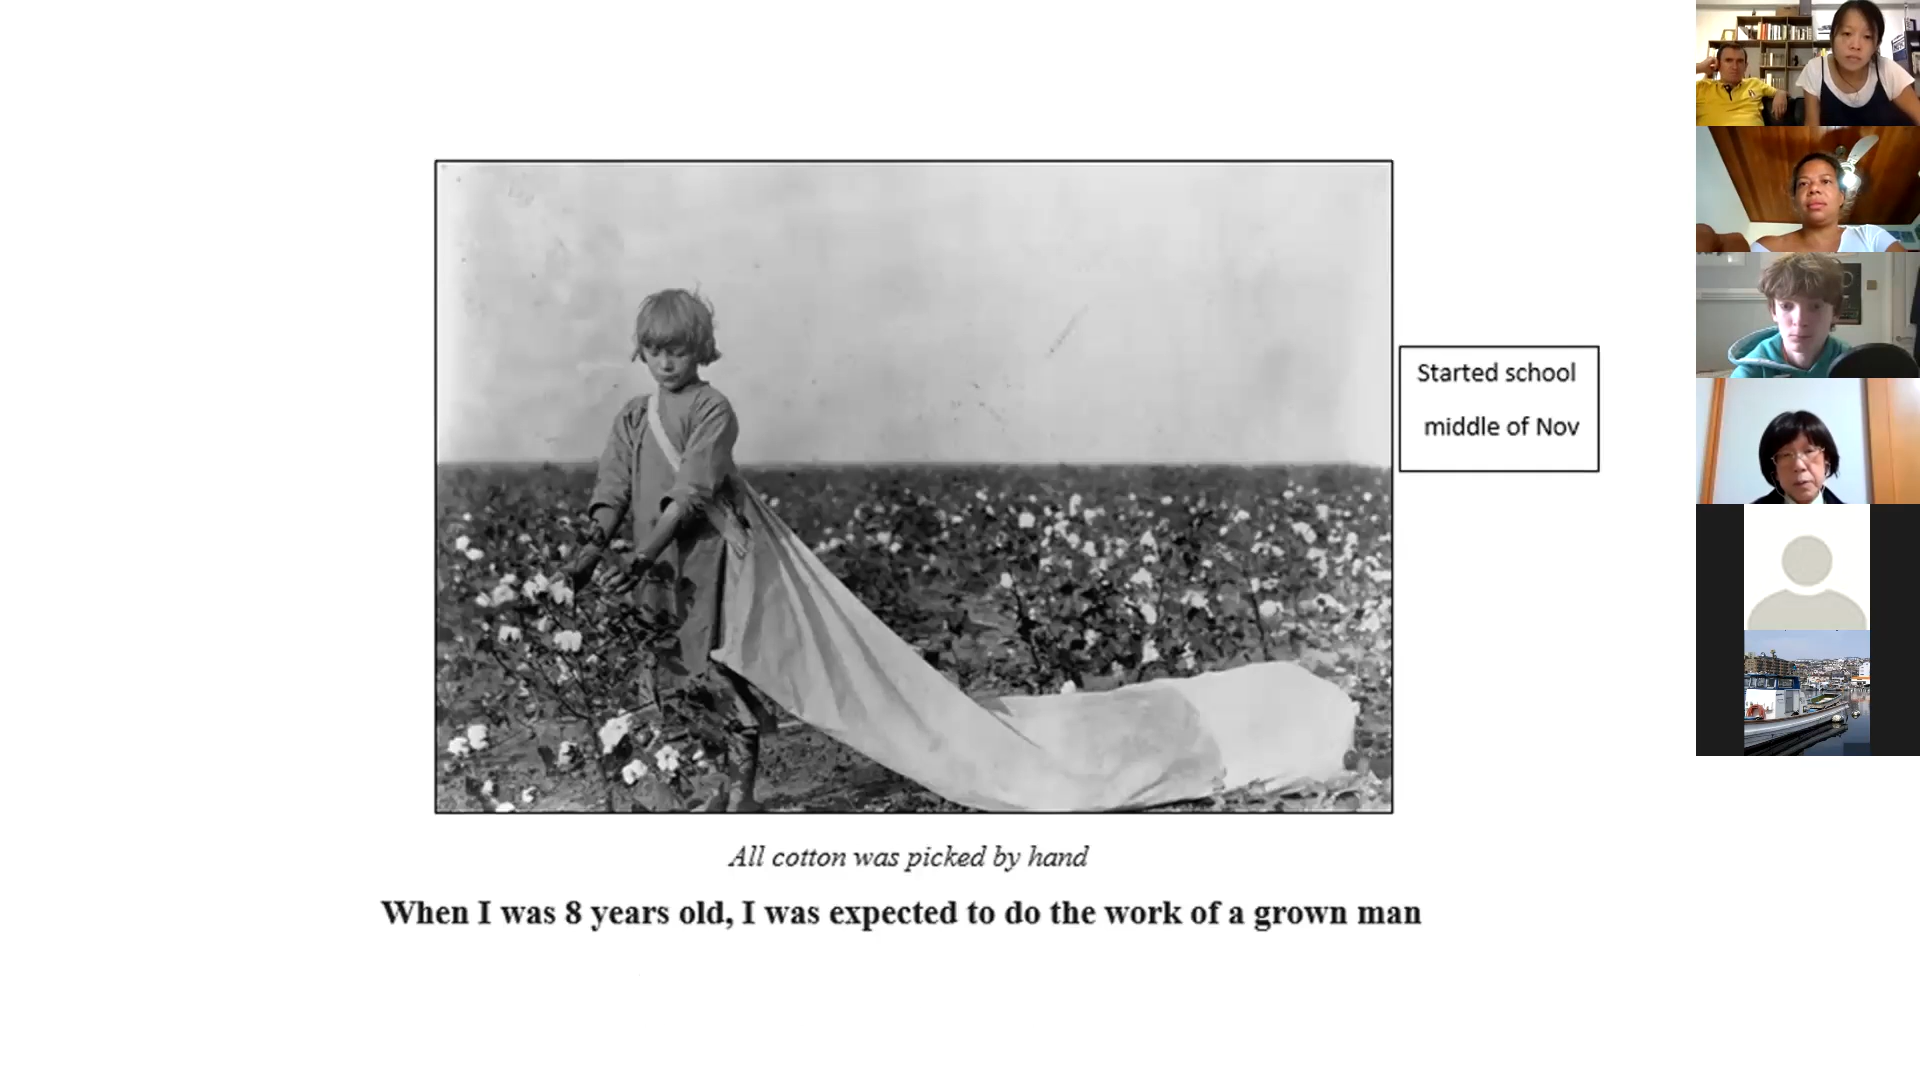 Started school
middle of Nov
All cotton was picked by hand
When I was 8 years old, I was expected to do the work of a grown man